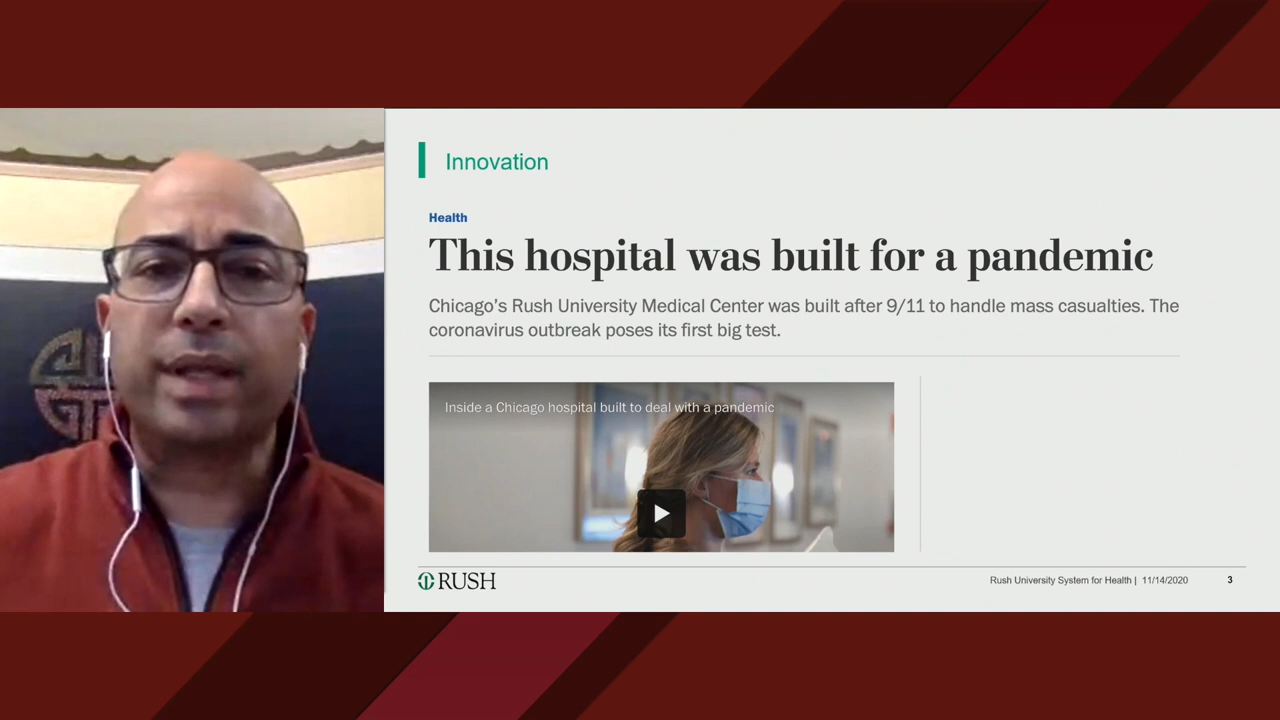 Innovation
Health
This hospital was built for a pandemic
Chicago's Rush University Medical Center was built after 9/11 to handle mass casualties. The
coronavirus outbreak poses its first big test.
Inside a Chicago hospital built to deal with a pandemic
RUSH
Rush University System for Health | 11/14/2020 3